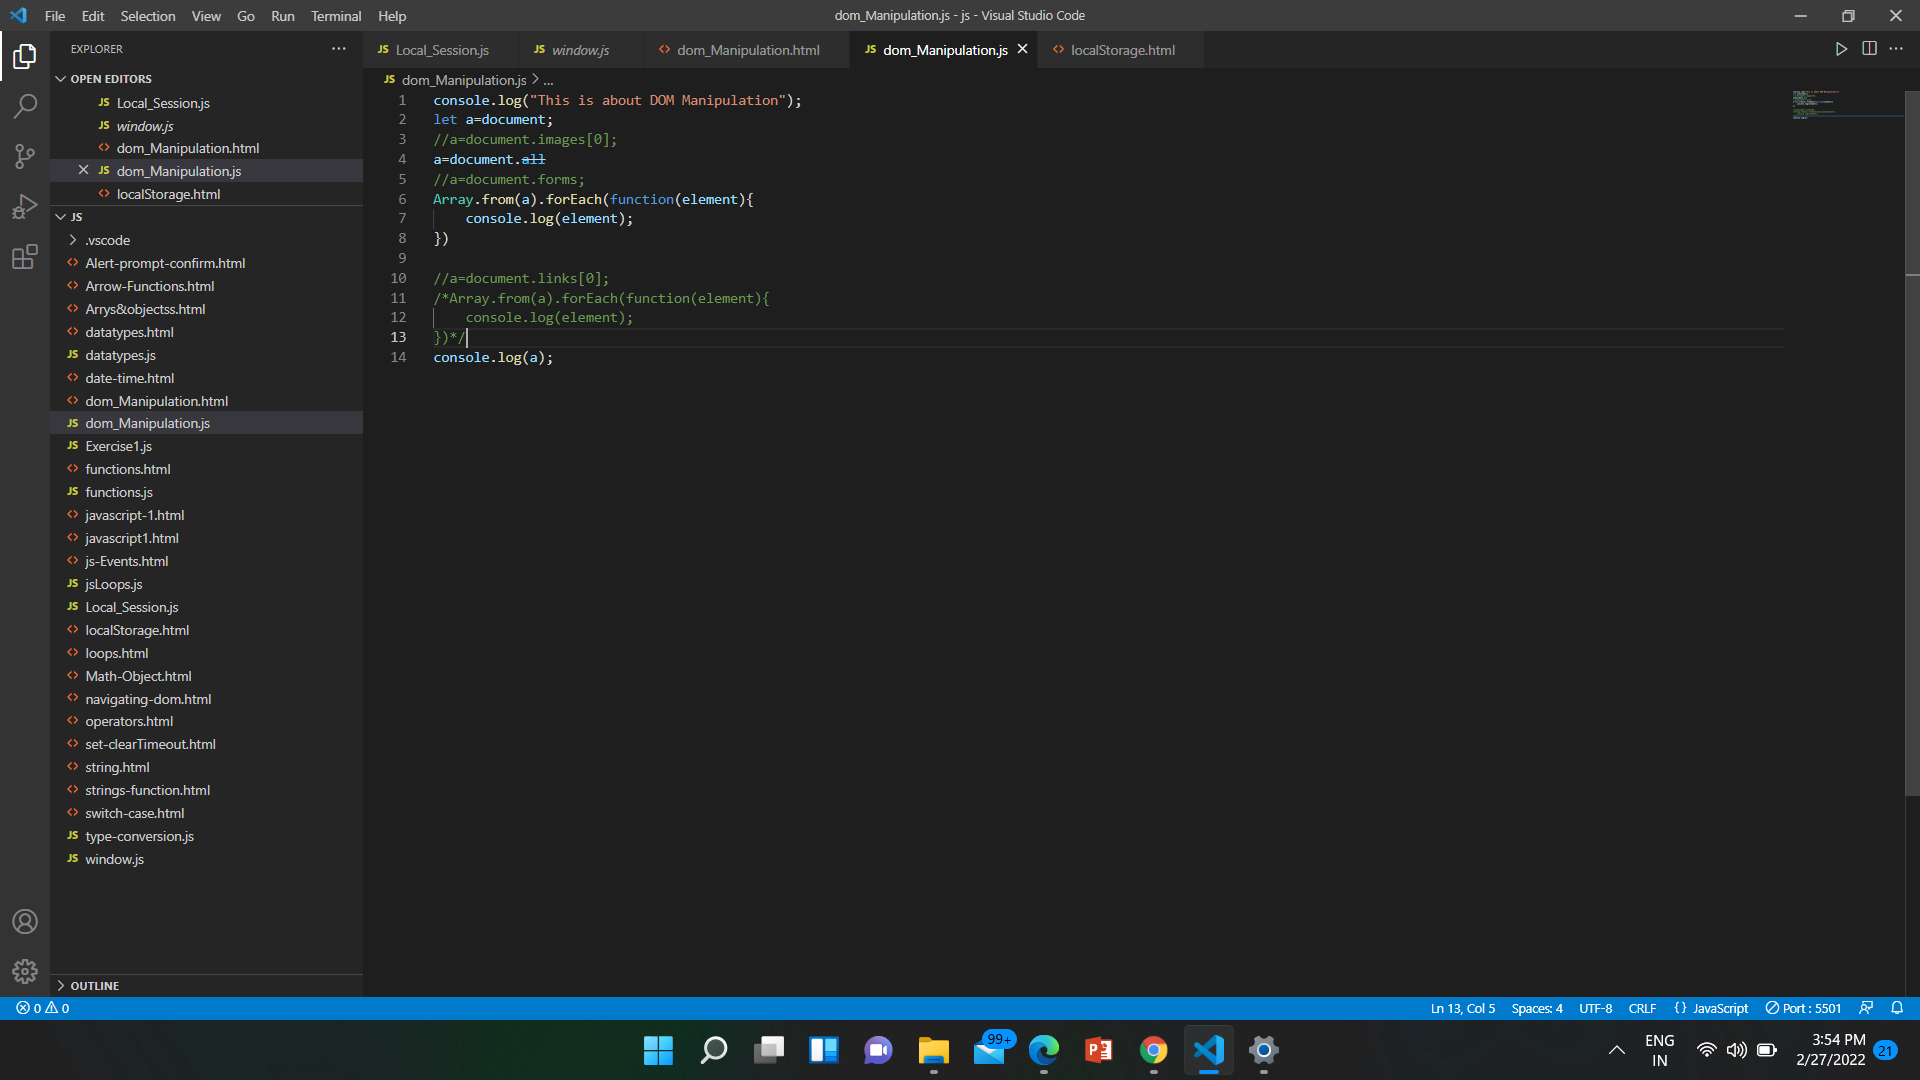 File Edit Selection View Go Run Terminal Help
dom_Manipulation.js - js - Visual Studio Code
EXPLORER
OPEN EDITORS
JS Local_Session.js
JS window.js
<> dom_Manipulation.html
JS dom_Manipulation.js
<> localStorage.html
JS
.vscode
<> Alert-prompt-confirm.html
<> Arrow-Functions.html
<> Arrys&objectss.html
<> datatypes.html
JS datatypes.js
<> date-time.html
<> dom_Manipulation.html
JS dom_Manipulation.js
JS Exercise1.js
<> functions.html
JS functions.js
<> javascript-1.html
<> javascript1.html
<> js-Events.html
JS jsLoops.js
JS Local_Session.js
<> localStorage.html
<> loops.html
<> Math-Object.html
<> navigating-dom.html
<> operators.html
<> set-clearTimeout.html
<> string.html
<> strings-function.html
<> switch-case.html
JS type-conversion.js
JS window.js
OUTLINE
JS Local_Session.js JS window.js <> dom_Manipulation.html JS dom_Manipulation.js <> localStorage.html
JS dom_Manipulation.js > ...
1 console.log("This is about DOM Manipulation");
2 let a=document;
3 //a=document.images[0];
4 a=document.all
5 //a=document.forms;
6 Array.from(a).forEach(function(element){
7 console.log(element);
8 })
9
10 //a=document.links[0];
11 /*Array.from(a).forEach(function(element){
12 console.log(element);
13 })*/
14 console.log(a);
0 0
Ln 13, Col 5 Spaces: 4 UTF-8 CRLF {} JavaScript Port : 5501
99+
ENG
IN
3:54 PM
2/27/2022
21